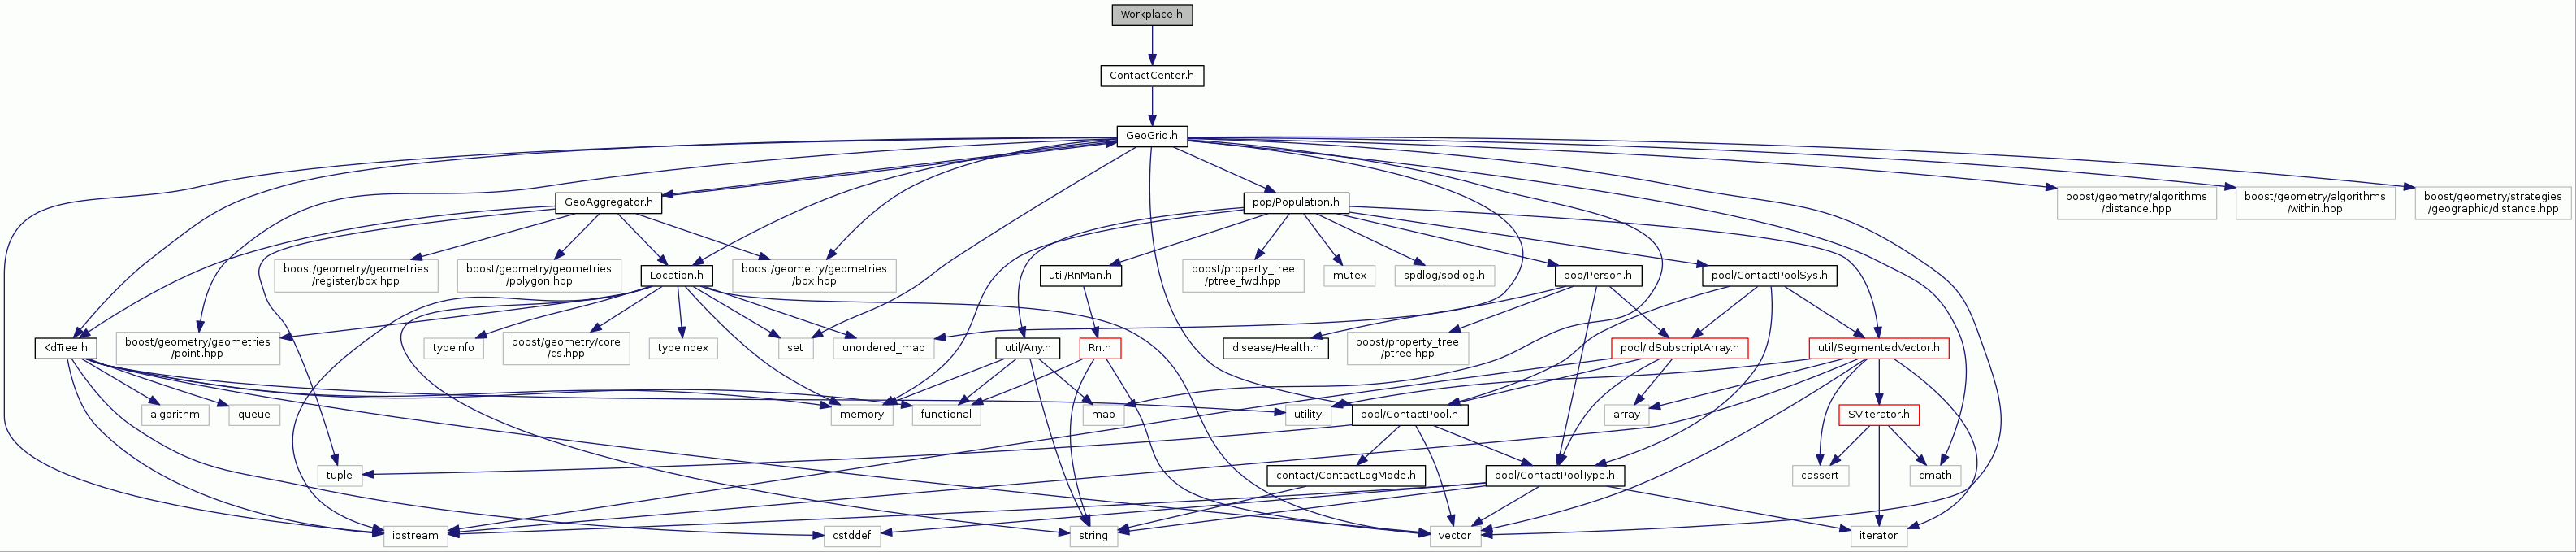 Workplace.h
ContactCenter.h
GeoGrid.h
GeoAggregator.h
pop/Population.h
boost/geometry/algorithms
/distance.hpp
boost/geometry/algorithms
/within.hpp
boost/geometry/strategies
/geographic/distance.hpp
boost/geometry/geometries
/register/box.hpp
boost/geometry/geometries
/polygon.hpp
Location.h
boost/geometry/geometries
/box.hpp
util/RnMan.h
boost/property_tree
/ptree_fwd.hpp
mutex
spdlog/spdlog.h
pop/Person.h
pool/ContactPoolSys.h
KdTree.h
boost/geometry/geometries
/point.hpp
typeinfo
boost/geometry/core
/cs.hpp
typeindex
set
unordered_map
util/Any.h
Rn.h
disease/Health.h
boost/property_tree
/ptree.hpp
pool/IdSubscriptArray.h
util/SegmentedVector.h
algorithm
queue
memory
functional
map
utility
pool/ContactPool.h
array
SVIterator.h
tuple
contact/ContactLogMode.h
pool/ContactPoolType.h
cassert
cmath
iostream
cstddef
string
vector
iterator